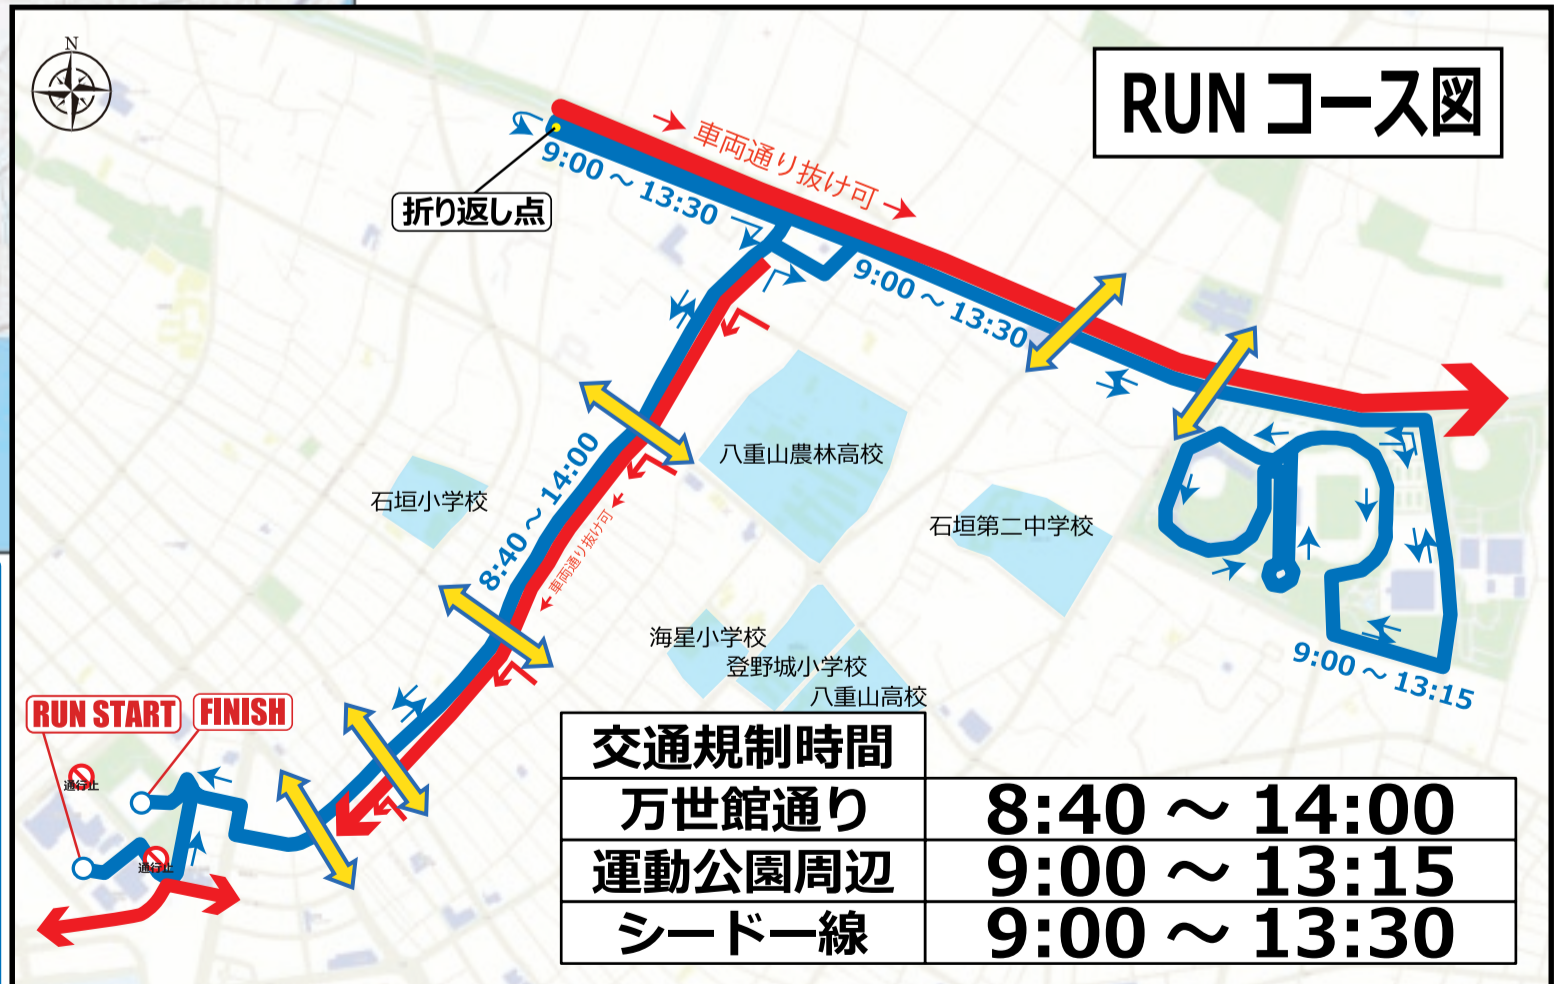 N
RUN コース図
車両通り抜け可
9:00 ～ 13:30
折り返し点
9:00 ～ 13:30
八重山農林高校
石垣小学校
8:40 ～ 14:00
車両通り抜け可
石垣第二中学校
海星小学校
登野城小学校
八重山高校
9:00 ～ 13:15
RUN START
FINISH
通行止
通行止
交通規制時間
万世館通り 8:40 ～ 14:00
運動公園周辺 9:00 ～ 13:15
シード一線 9:00 ～ 13:30